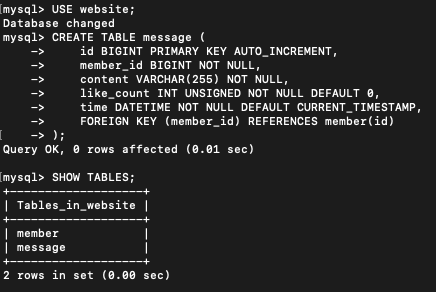 [mysql> USE website;
Database changed
mysql> CREATE TABLE message (
    ->     id BIGINT PRIMARY KEY AUTO_INCREMENT,
    ->     member_id BIGINT NOT NULL,
    ->     content VARCHAR(255) NOT NULL,
    ->     like_count INT UNSIGNED NOT NULL DEFAULT 0,
    ->     time DATETIME NOT NULL DEFAULT CURRENT_TIMESTAMP,
    ->     FOREIGN KEY (member_id) REFERENCES member(id)
[    -> );
Query OK, 0 rows affected (0.01 sec)
[mysql> SHOW TABLES;
+-------------------+
| Tables_in_website |
+-------------------+
| member            |
| message           |
+-------------------+
2 rows in set (0.00 sec)